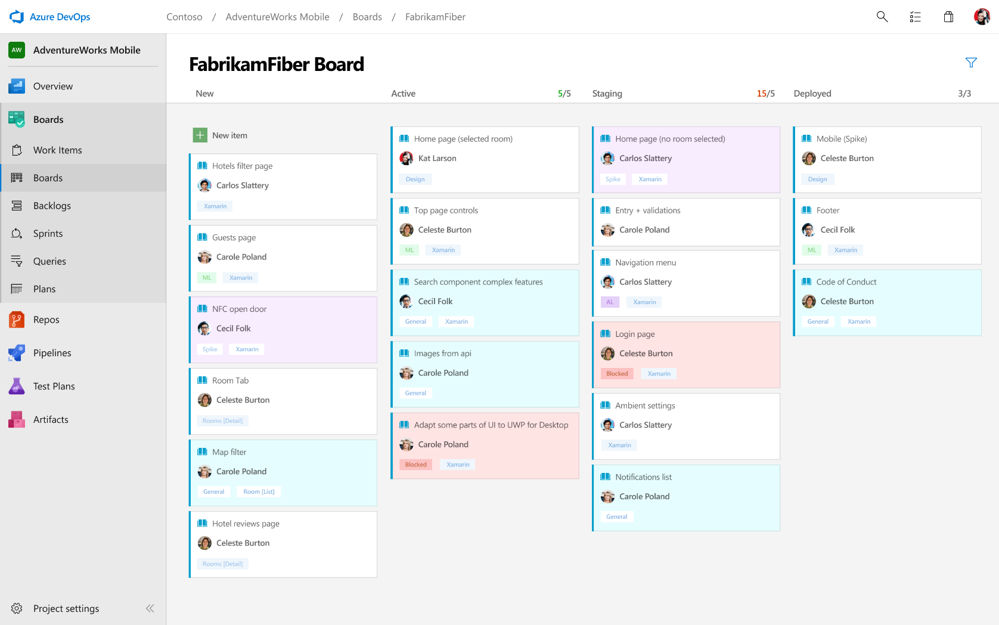 Azure DevOps
Contoso / AdventureWorks Mobile / Boards / FabrikamFiber
AW
AdventureWorks Mobile
Overview
Boards
Work Items
Boards
Backlogs
Sprints
Queries
Plans
Repos
Pipelines
Test Plans
Artifacts
Project settings
FabrikamFiber Board
New
New item
Hotels filter page
Carlos Slattery
Xamarin
Guests page
Carole Poland
ML Xamarin
NFC open door
Cecil Folk
Spike Xamarin
Room Tab
Celeste Burton
Rooms [Detail]
Map filter
Carole Poland
General Room [List]
Hotel reviews page
Celeste Burton
Rooms [Detail]
Active 5/5
Home page (selected room)
Kat Larson
Design
Top page controls
Celeste Burton
ML Xamarin
Search component complex features
Cecil Folk
General Xamarin
Images from api
Carole Poland
General
Adapt some parts of UI to UWP for Desktop
Carole Poland
Blocked Xamarin
Staging 15/5
Home page (no room selected)
Carlos Slattery
Spike Xamarin
Entry + validations
Carole Poland
Navigation menu
Carlos Slattery
AL Xamarin
Login page
Celeste Burton
Blocked Xamarin
Ambient settings
Carlos Slattery
Xamarin
Notifications list
Carole Poland
General
Deployed 3/3
Mobile (Spike)
Celeste Burton
Design
Footer
Cecil Folk
ML Xamarin
Code of Conduct
Celeste Burton
General Xamarin